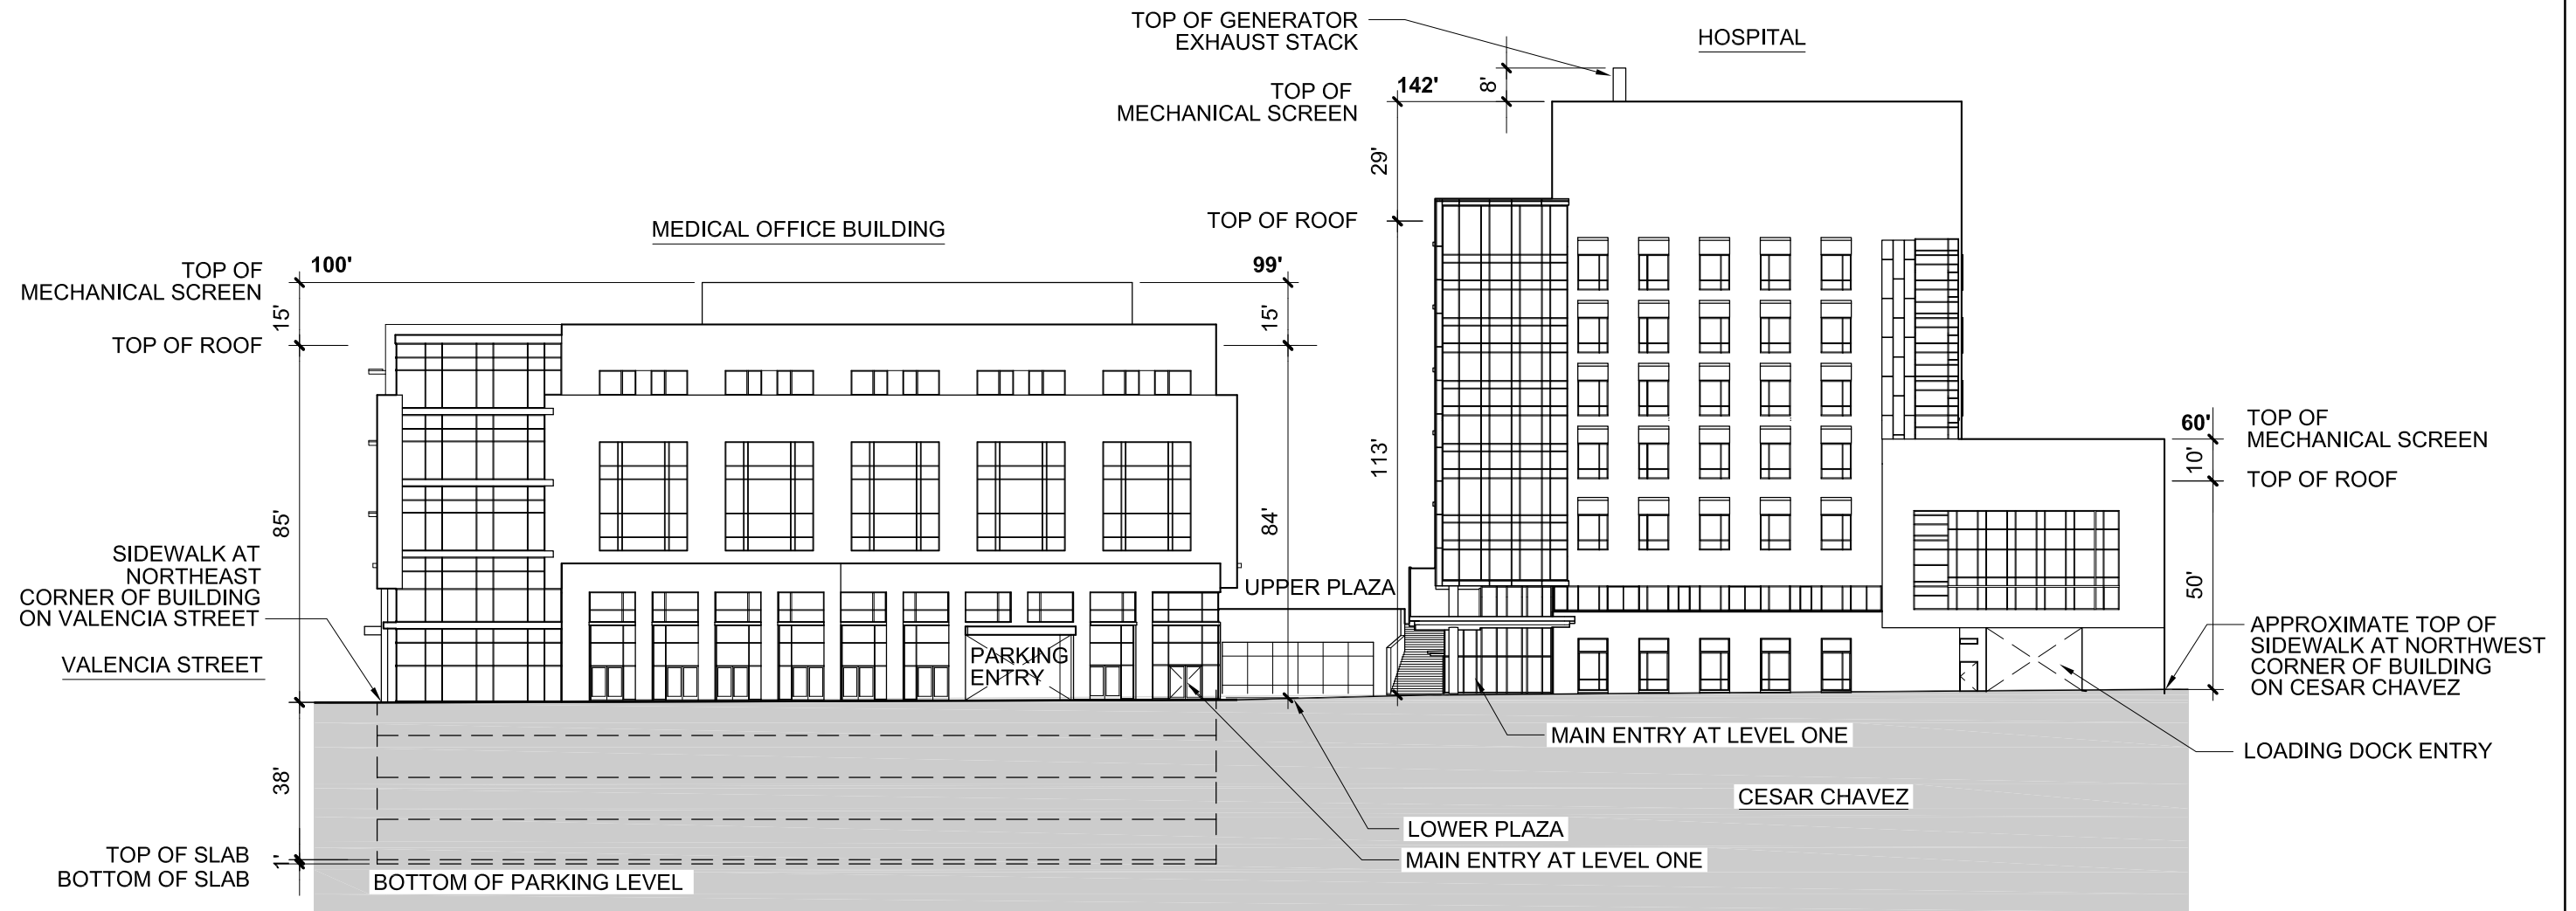 TOP OF GENERATOR
EXHAUST STACK
HOSPITAL
8'
142'
TOP OF
MECHANICAL SCREEN
29'
TOP OF ROOF
113'
MEDICAL OFFICE BUILDING
TOP OF
MECHANICAL SCREEN
100'
99'
15'
15'
TOP OF ROOF
85'
84'
60'
TOP OF
MECHANICAL SCREEN
10'
TOP OF ROOF
50'
SIDEWALK AT
NORTHEAST
CORNER OF BUILDING
ON VALENCIA STREET
VALENCIA STREET
UPPER PLAZA
PARKING
ENTRY
APPROXIMATE TOP OF
SIDEWALK AT NORTHWEST
CORNER OF BUILDING
ON CESAR CHAVEZ
MAIN ENTRY AT LEVEL ONE
LOADING DOCK ENTRY
38'
CESAR CHAVEZ
LOWER PLAZA
MAIN ENTRY AT LEVEL ONE
TOP OF SLAB
1'
BOTTOM OF SLAB
BOTTOM OF PARKING LEVEL